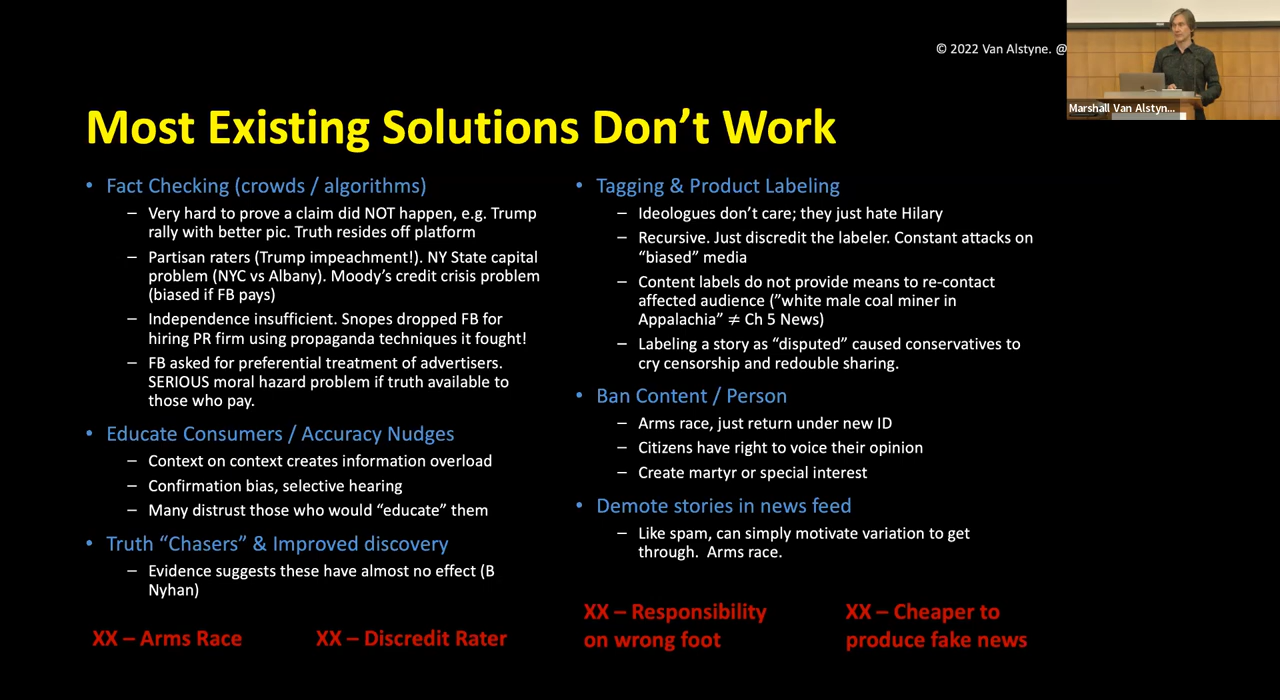 © 2022 Van Alstyne. @
Marshall Van Alstyn...
Most Existing Solutions Don’t Work
• Fact Checking (crowds / algorithms)
– Very hard to prove a claim did NOT happen, e.g. Trump
rally with better pic. Truth resides off platform
– Partisan raters (Trump impeachment!). NY State capital
problem (NYC vs Albany). Moody’s credit crisis problem
(biased if FB pays)
– Independence insufficient. Snopes dropped FB for
hiring PR firm using propaganda techniques it fought!
– FB asked for preferential treatment of advertisers.
SERIOUS moral hazard problem if truth available to
those who pay.
• Educate Consumers / Accuracy Nudges
– Context on context creates information overload
– Confirmation bias, selective hearing
– Many distrust those who would “educate” them
• Truth “Chasers” & Improved discovery
– Evidence suggests these have almost no effect (B
Nyhan)
• Tagging & Product Labeling
– Ideologues don’t care; they just hate Hilary
– Recursive. Just discredit the labeler. Constant attacks on
“biased” media
– Content labels do not provide means to re-contact
affected audience (”white male coal miner in
Appalachia” ≠ Ch 5 News)
– Labeling a story as “disputed” caused conservatives to
cry censorship and redouble sharing.
• Ban Content / Person
– Arms race, just return under new ID
– Citizens have right to voice their opinion
– Create martyr or special interest
• Demote stories in news feed
– Like spam, can simply motivate variation to get
through. Arms race.
XX – Arms Race
XX – Discredit Rater
XX – Responsibility
on wrong foot
XX – Cheaper to
produce fake news